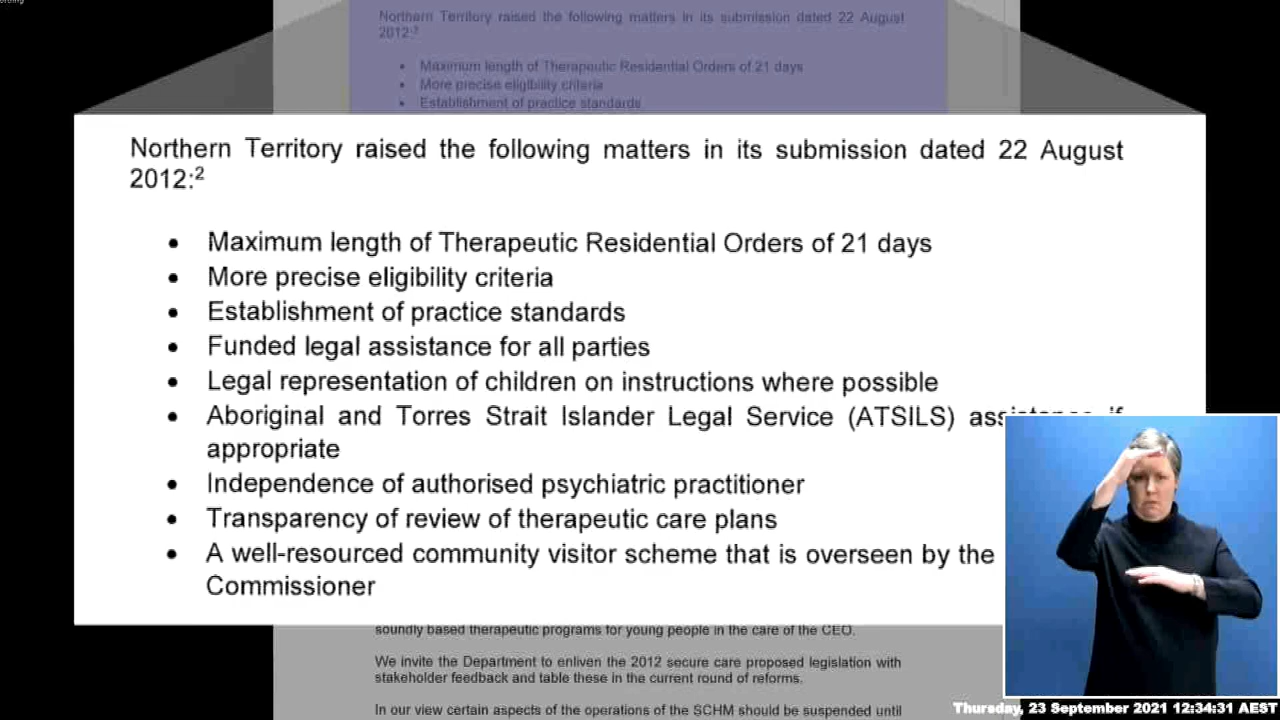 Northern Territory raised the following matters in its submission dated 22 August
2012:2
• Maximum length of Therapeutic Residential Orders of 21 days
• More precise eligibility criteria
• Establishment of practice standards
Northern Territory raised the following matters in its submission dated 22 August
2012:2
• Maximum length of Therapeutic Residential Orders of 21 days
• More precise eligibility criteria
• Establishment of practice standards
• Funded legal assistance for all parties
• Legal representation of children on instructions where possible
• Aboriginal and Torres Strait Islander Legal Service (ATSILS) assistance if
appropriate
• Independence of authorised psychiatric practitioner
• Transparency of review of therapeutic care plans
• A well-resourced community visitor scheme that is overseen by the
Commissioner
soundly based therapeutic programs for young people in the care of the CEO.
We invite the Department to enliven the 2012 secure care proposed legislation with
stakeholder feedback and table these in the current round of reforms.
In our view certain aspects of the operations of the SCHM should be suspended until
Thursday, 23 September 2021 12:34:31 AEST